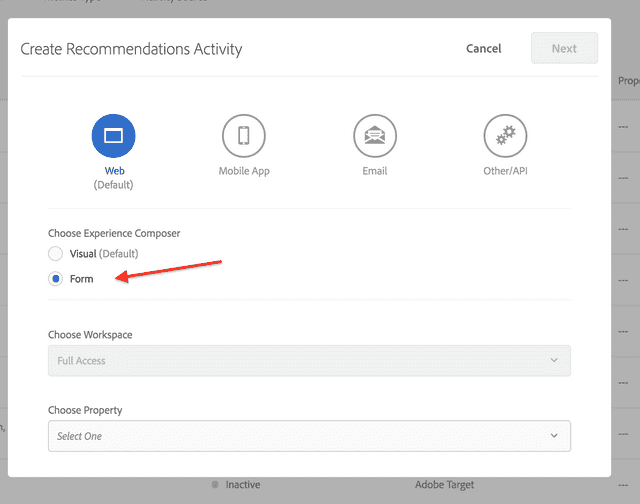 Create Recommendations Activity
Cancel
Next
Prope
Web
(Default)
Mobile App
Email
Other/API
Choose Experience Composer
Visual (Default)
Form
Choose Workspace
Full Access
Choose Property
Select One
Inactive
Adobe Target